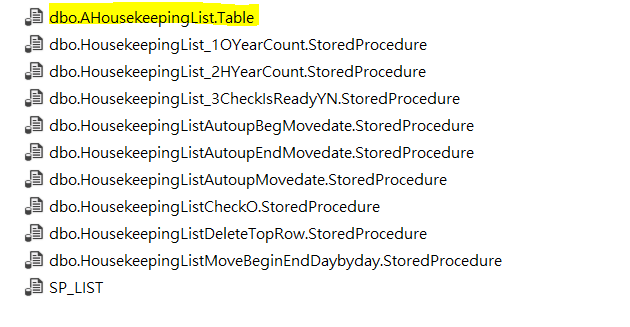 dbo.AHousekeepingList.Table
dbo.HousekeepingList_1OYearCount.StoredProcedure
dbo.HousekeepingList_2HYearCount.StoredProcedure
dbo.HousekeepingList_3CheckIsReadyYN.StoredProcedure
dbo.HousekeepingListAutoupBegMovedate.StoredProcedure
dbo.HousekeepingListAutoupEndMovedate.StoredProcedure
dbo.HousekeepingListAutoupMovedate.StoredProcedure
dbo.HousekeepingListCheckO.StoredProcedure
dbo.HousekeepingListDeleteTopRow.StoredProcedure
dbo.HousekeepingListMoveBeginEndDaybyday.StoredProcedure
SP_LIST